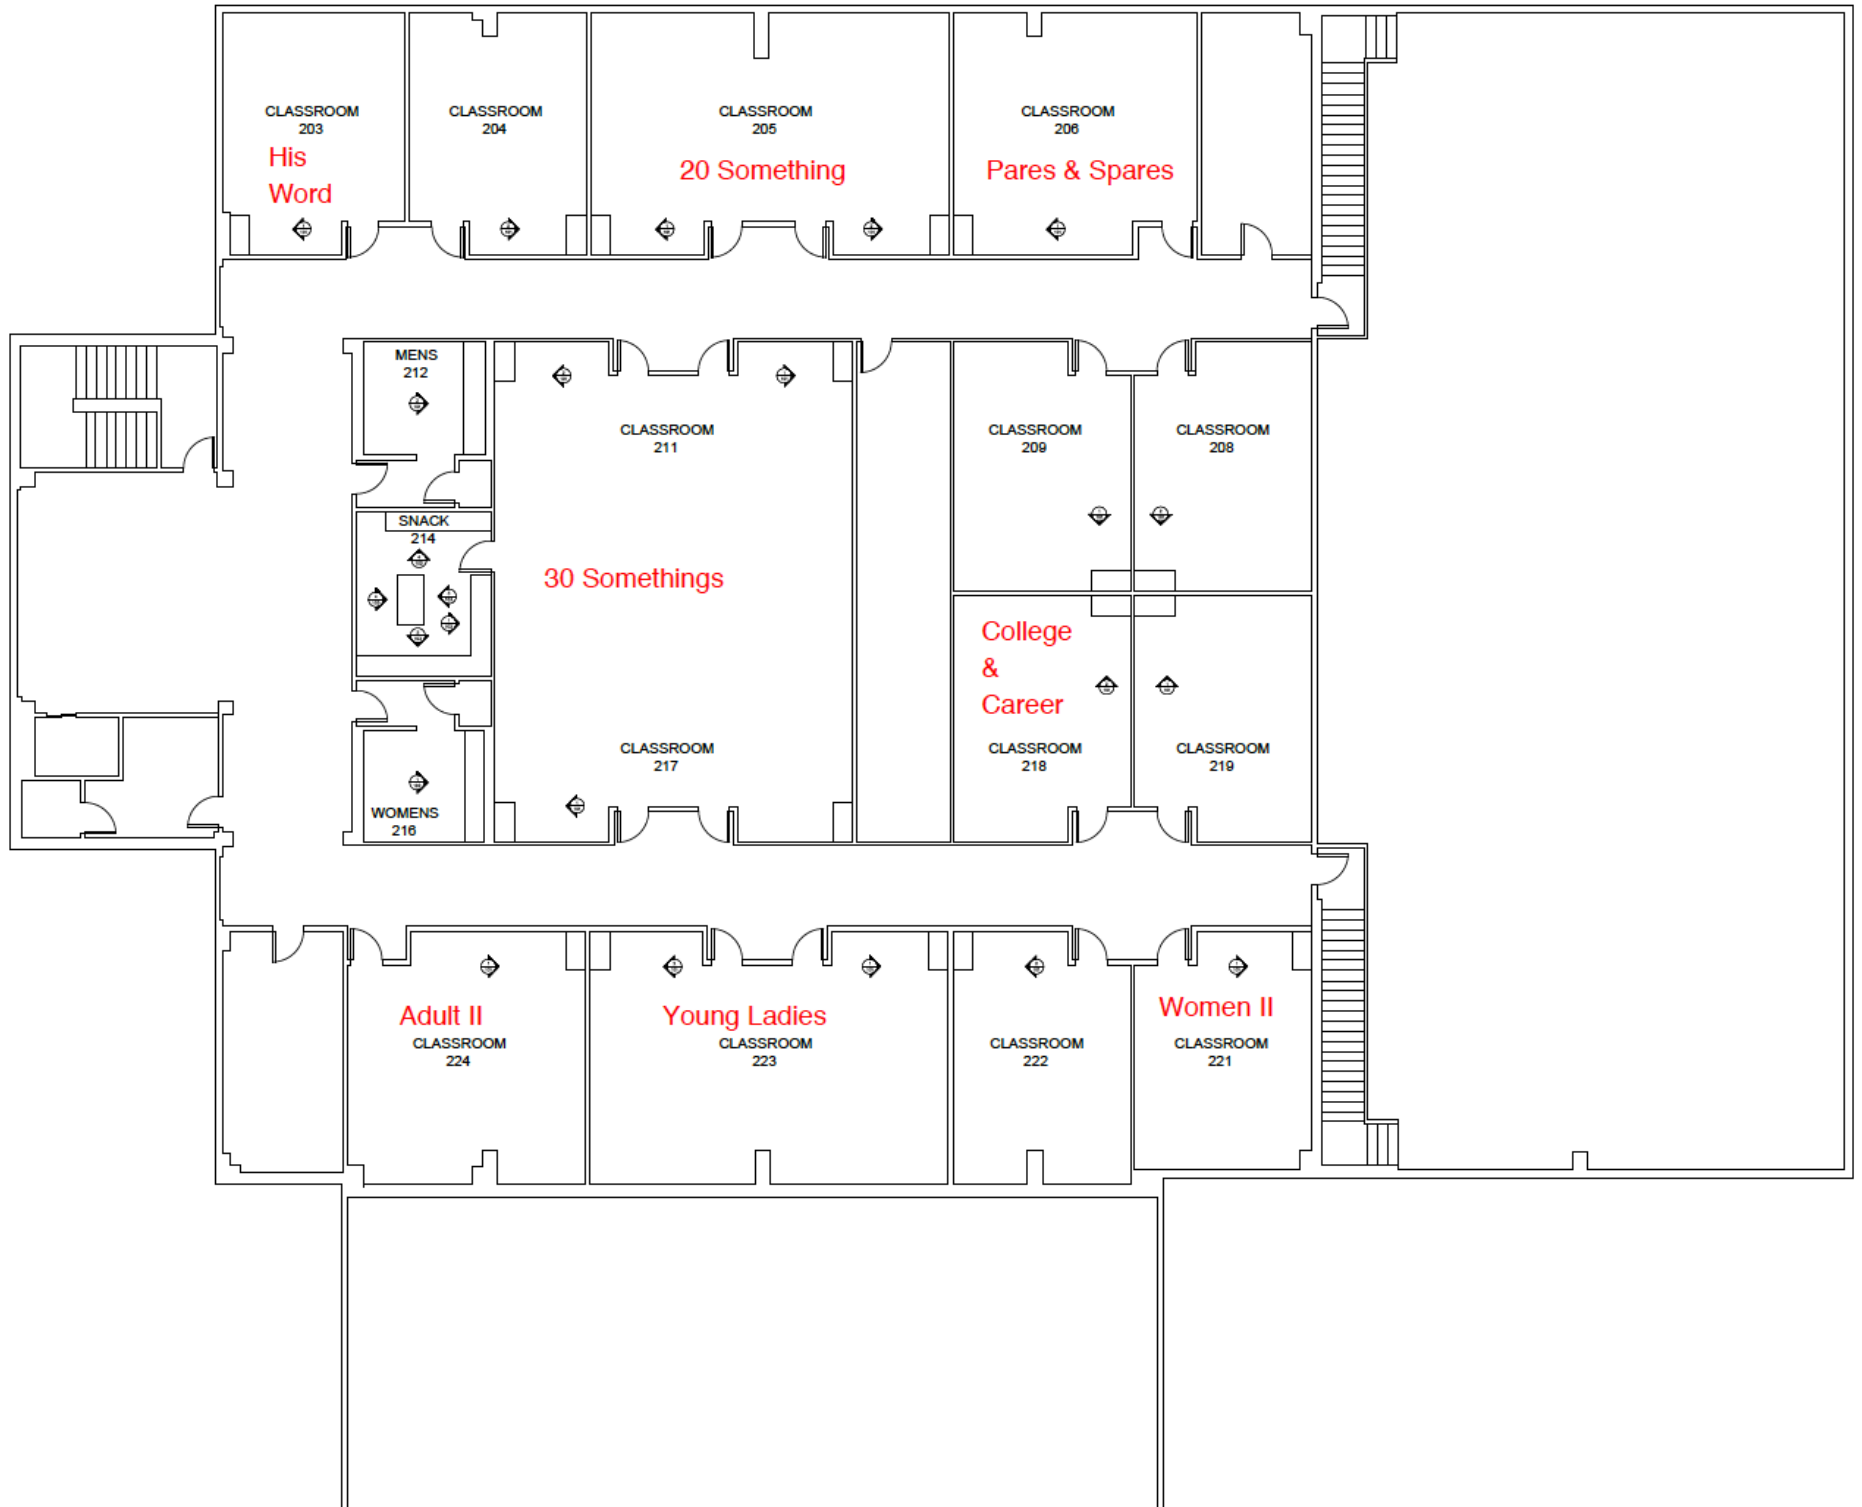 CLASSROOM
203
His
Word
CLASSROOM
204
CLASSROOM
205
20 Something
CLASSROOM
206
Pares & Spares
MENS
212
CLASSROOM
211
CLASSROOM
209
CLASSROOM
208
SNACK
214
30 Somethings
College
&
Career
CLASSROOM
217
CLASSROOM
218
CLASSROOM
219
WOMENS
216
Adult II
CLASSROOM
224
Young Ladies
CLASSROOM
223
CLASSROOM
222
Women II
CLASSROOM
221